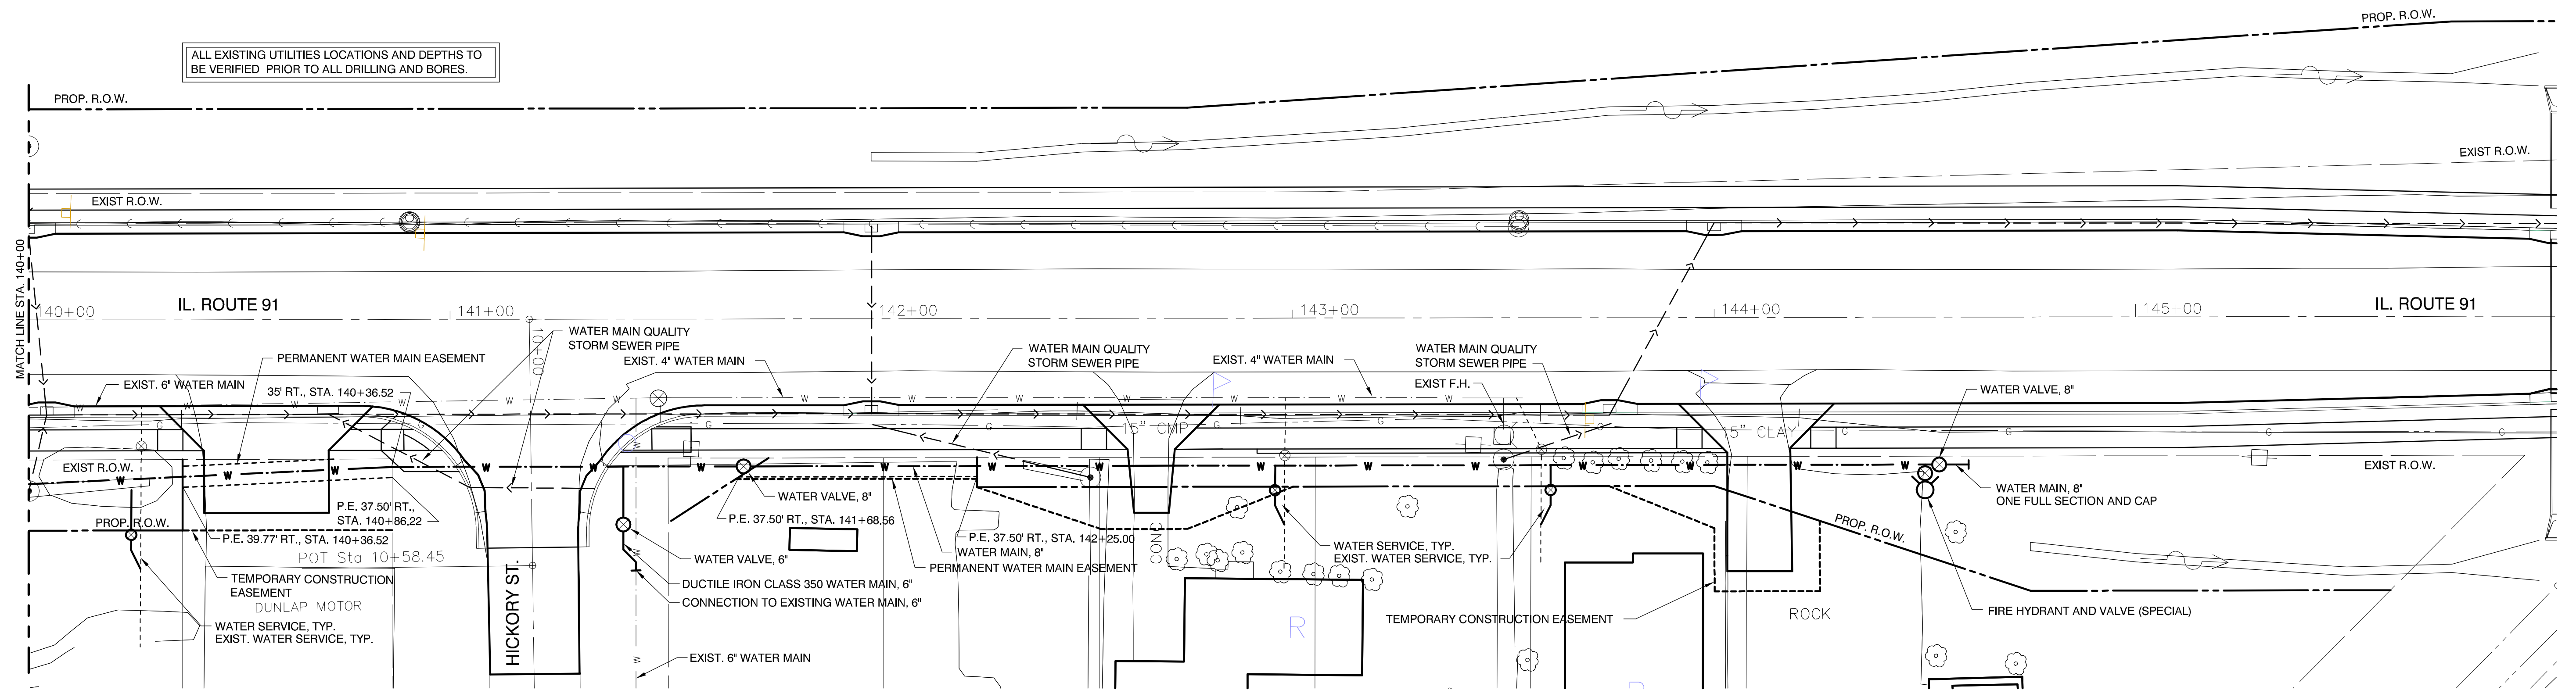 PROP. R.O.W.
ALL EXISTING UTILITIES LOCATIONS AND DEPTHS TO
BE VERIFIED PRIOR TO ALL DRILLING AND BORES.
PROP. R.O.W.
EXIST R.O.W.
EXIST R.O.W.
MATCH LINE STA. 140+00
140+00
IL. ROUTE 91
141+00
10+00
142+00
143+00
144+00
145+00
IL. ROUTE 91
WATER MAIN QUALITY
STORM SEWER PIPE
PERMANENT WATER MAIN EASEMENT
EXIST. 4" WATER MAIN
WATER MAIN QUALITY
STORM SEWER PIPE
EXIST. 4" WATER MAIN
WATER MAIN QUALITY
STORM SEWER PIPE
EXIST. 6" WATER MAIN
35' RT., STA. 140+36.52
EXIST F.H.
WATER VALVE, 8"
15" CMP
15" CLAY
EXIST R.O.W.
EXIST R.O.W.
P.E. 37.50' RT.,
STA. 140+86.22
WATER VALVE, 8"
WATER MAIN, 8"
ONE FULL SECTION AND CAP
PROP. R.O.W.
P.E. 37.50' RT., STA. 141+68.56
PROP. R.O.W.
P.E. 39.77' RT., STA. 140+36.52
P.E. 37.50' RT., STA. 142+25.00
CONC
WATER SERVICE, TYP.
EXIST. WATER SERVICE, TYP.
POT Sta 10+58.45
WATER VALVE, 6"
WATER MAIN, 8"
PERMANENT WATER MAIN EASEMENT
TEMPORARY CONSTRUCTION
EASEMENT
DUNLAP MOTOR
HICKORY ST.
DUCTILE IRON CLASS 350 WATER MAIN, 6"
CONNECTION TO EXISTING WATER MAIN, 6"
TEMPORARY CONSTRUCTION EASEMENT
ROCK
FIRE HYDRANT AND VALVE (SPECIAL)
WATER SERVICE, TYP.
EXIST. WATER SERVICE, TYP.
R
EXIST. 6" WATER MAIN